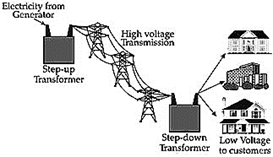 Electricity from
Generator
High voltage
Transmission
Step-up
Transformer
Step-down
Transformer
Low Voltage
to customers